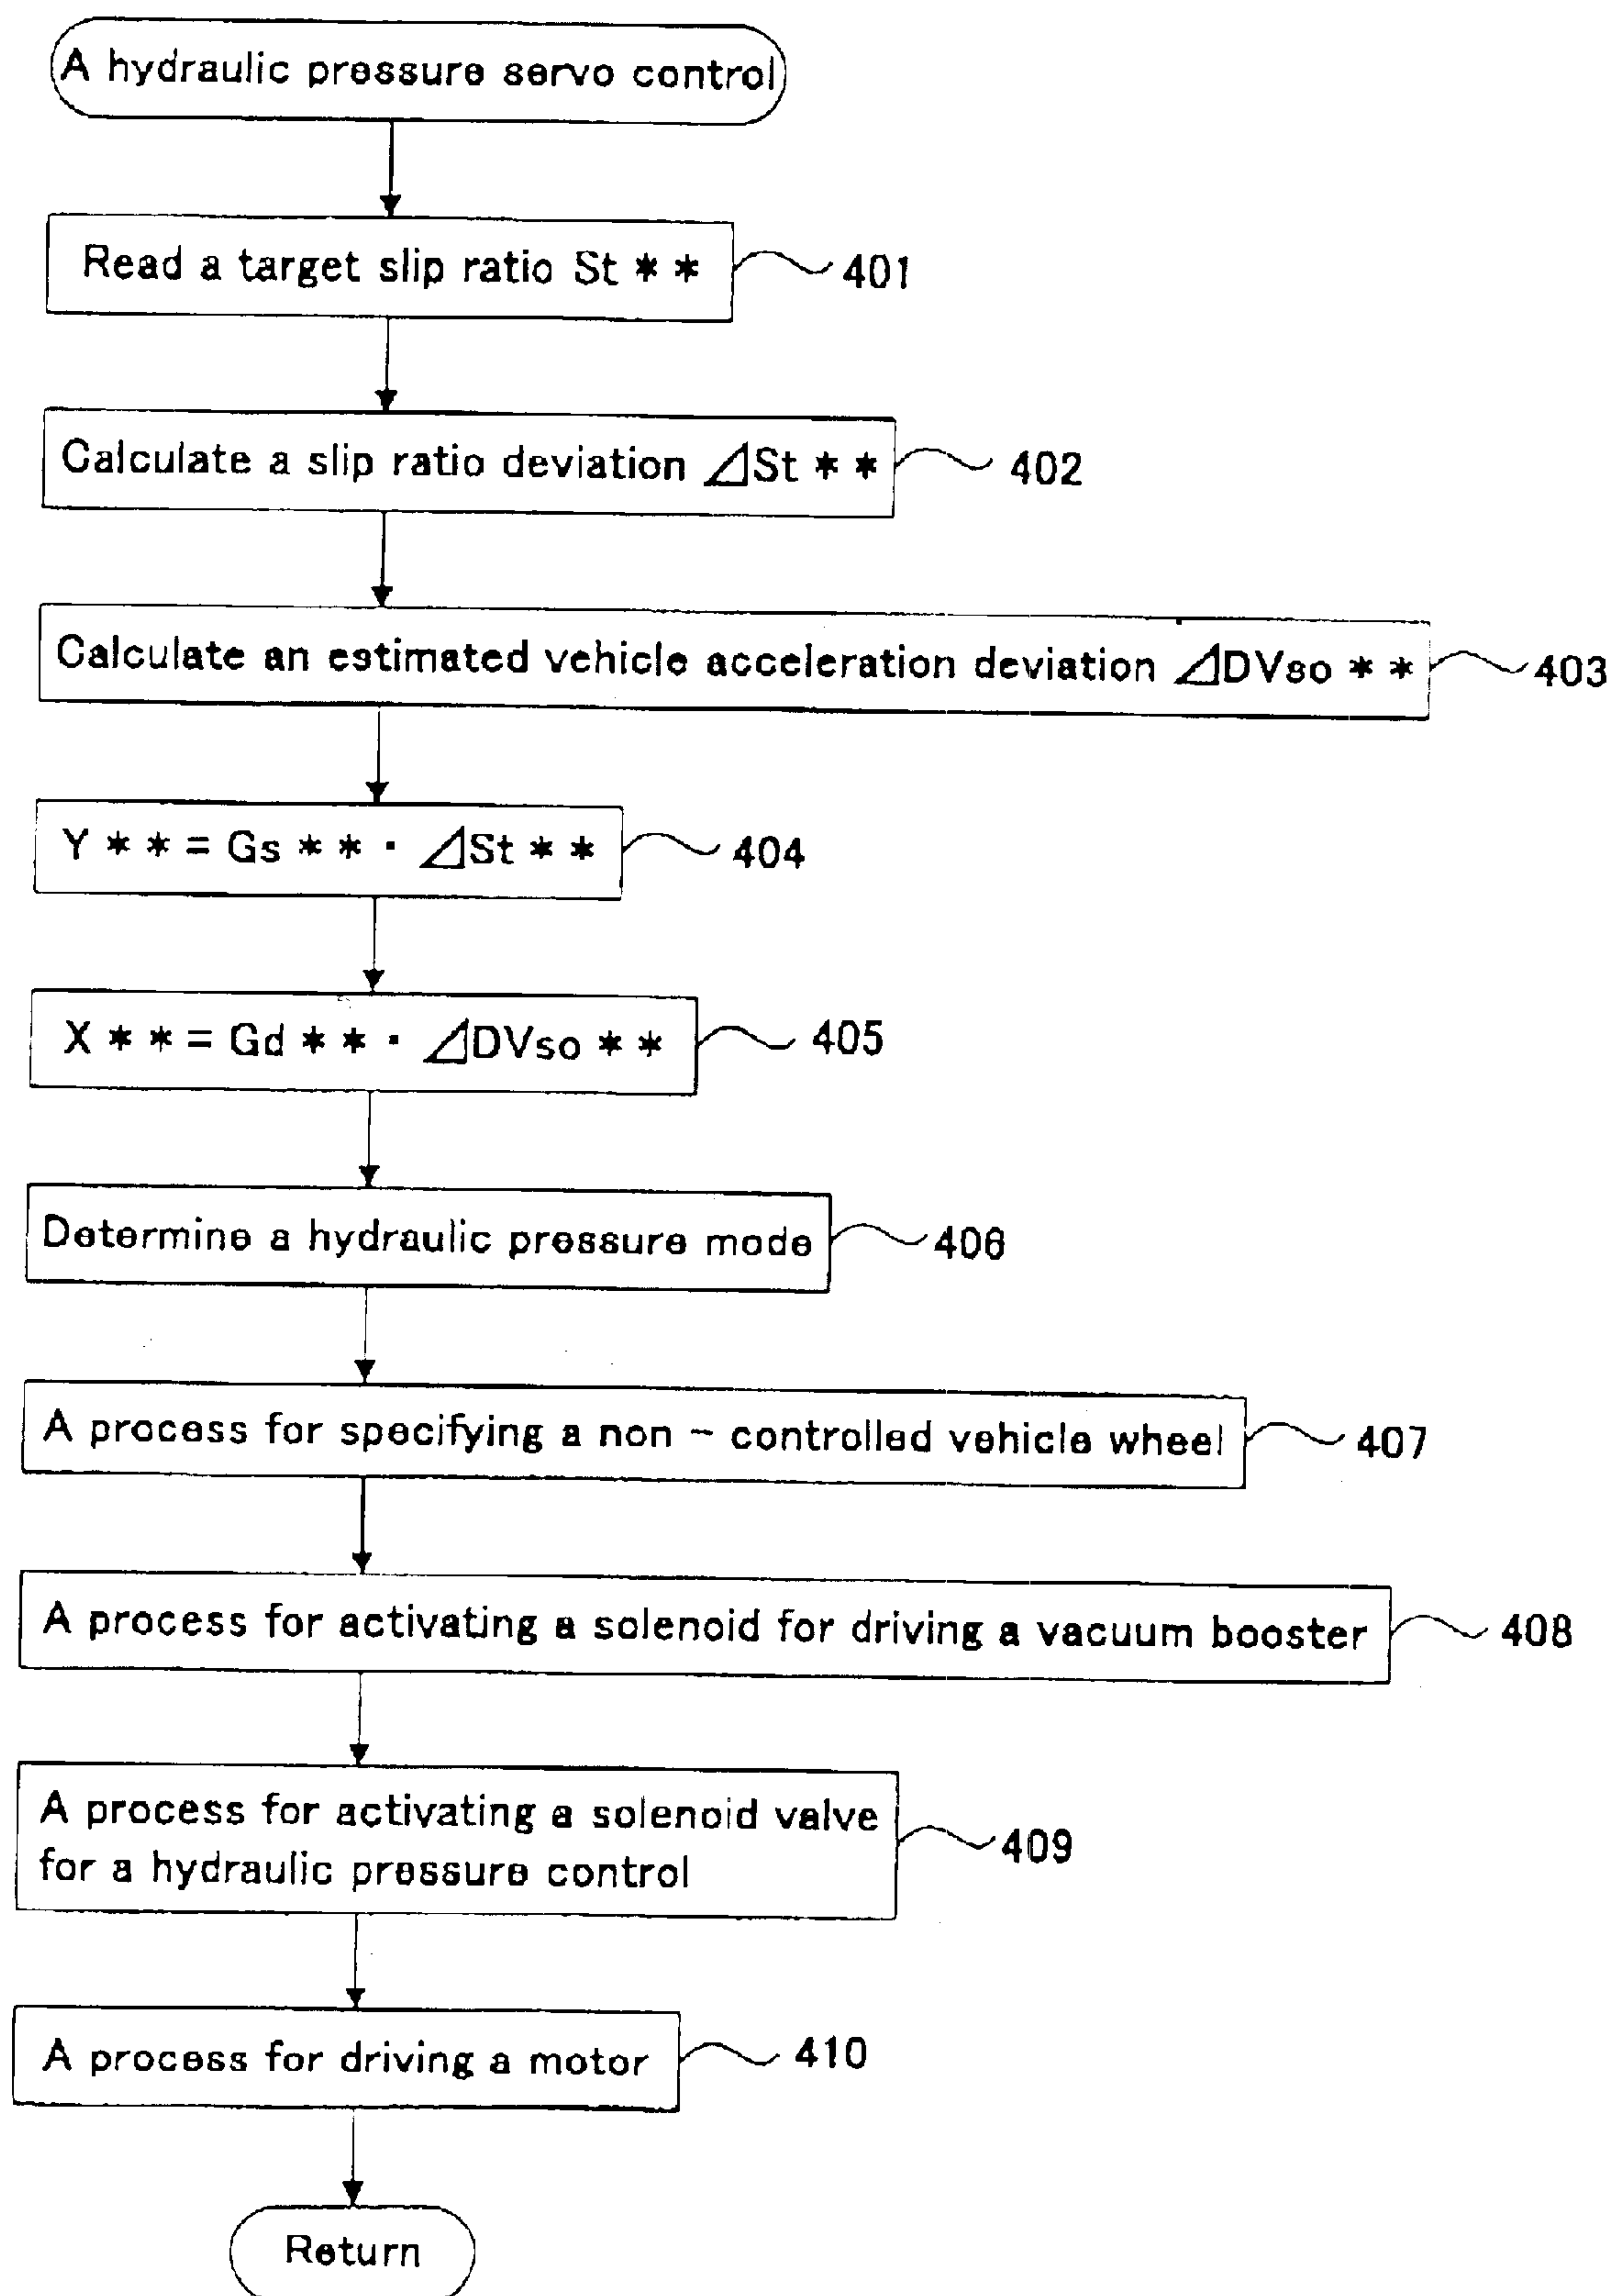 A hydraulic pressure servo control
Read a target slip ratio St * *
401
Calculate a slip ratio deviation ⊿St * *
402
Calculate an estimated vehicle acceleration deviation ⊿DVso * *
403
Y * * = Gs * * · ⊿St * *
404
X * * = Gd * * · ⊿DVso * *
405
Determine a hydraulic pressure mode
406
A process for specifying a non - controlled vehicle wheel
407
A process for activating a solenoid for driving a vacuum booster
408
A process for activating a solenoid valve
for a hydraulic pressure control
409
A process for driving a motor
410
Return